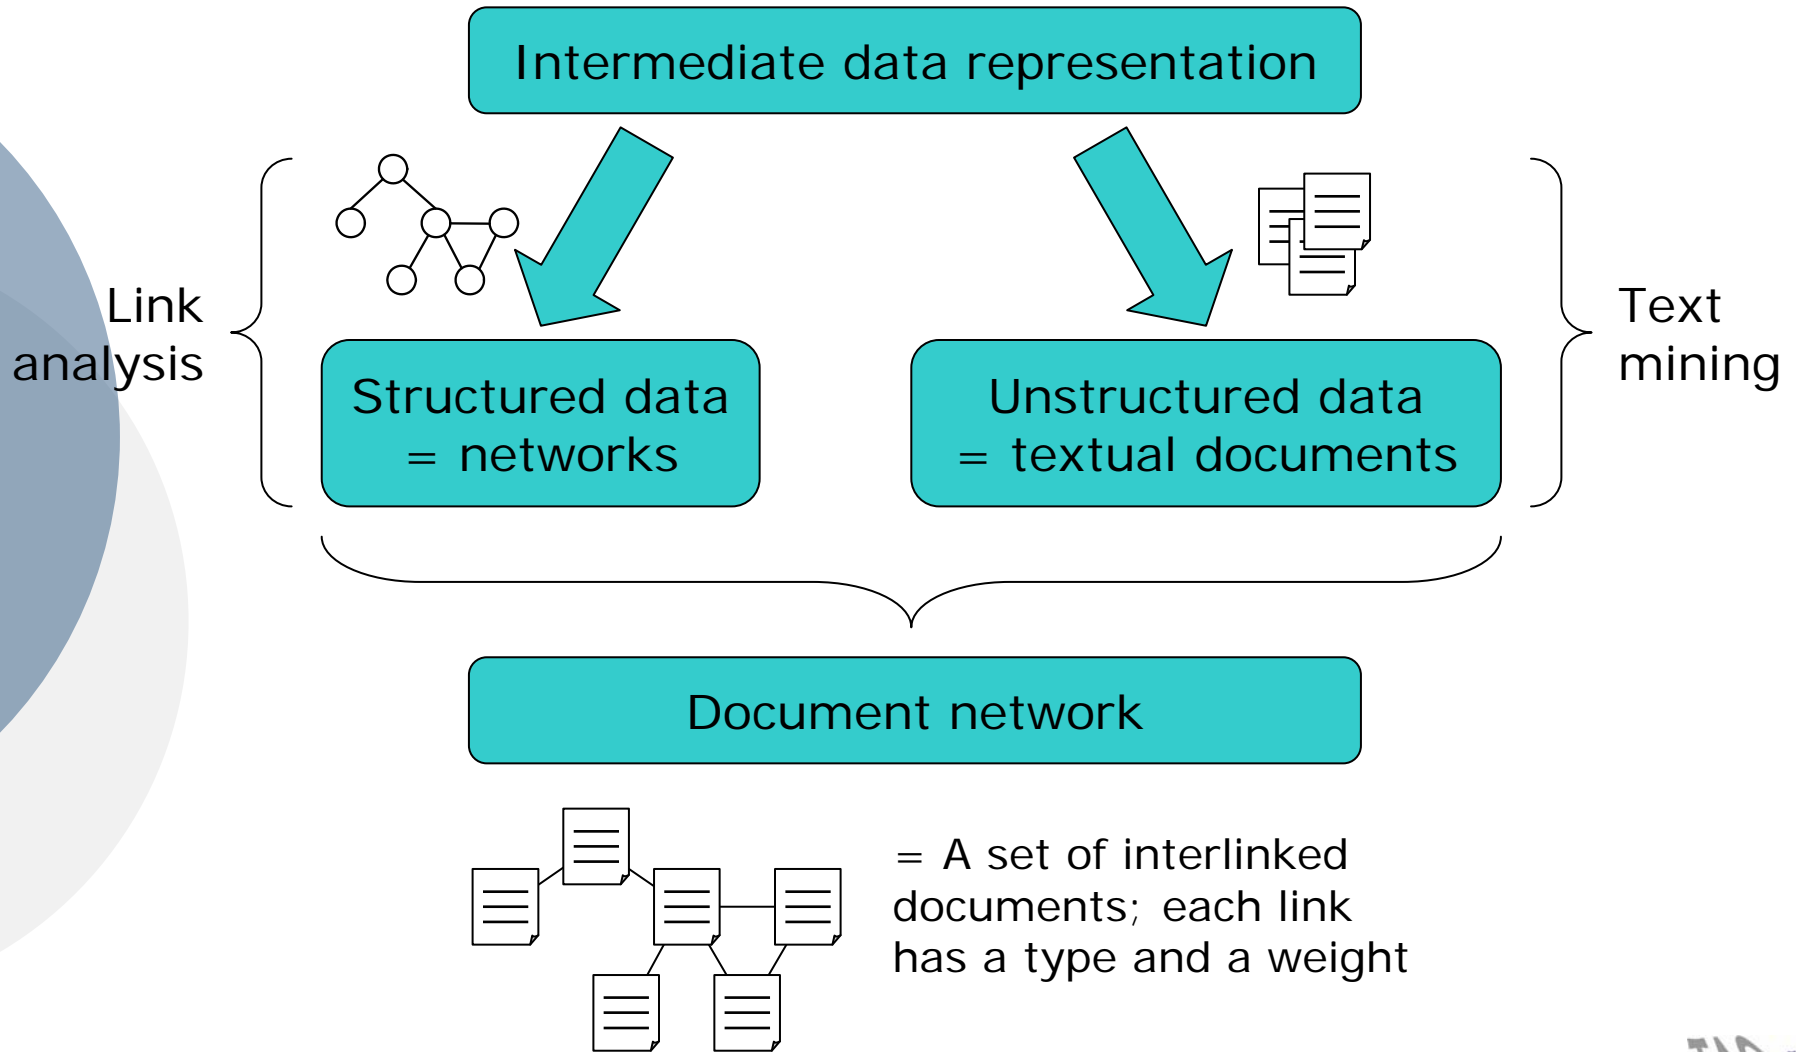 Intermediate data representation
Link
analysis
Text
mining
Structured data
= networks
Unstructured data
= textual documents
Document network
= A set of interlinked
documents; each link
has a type and a weight